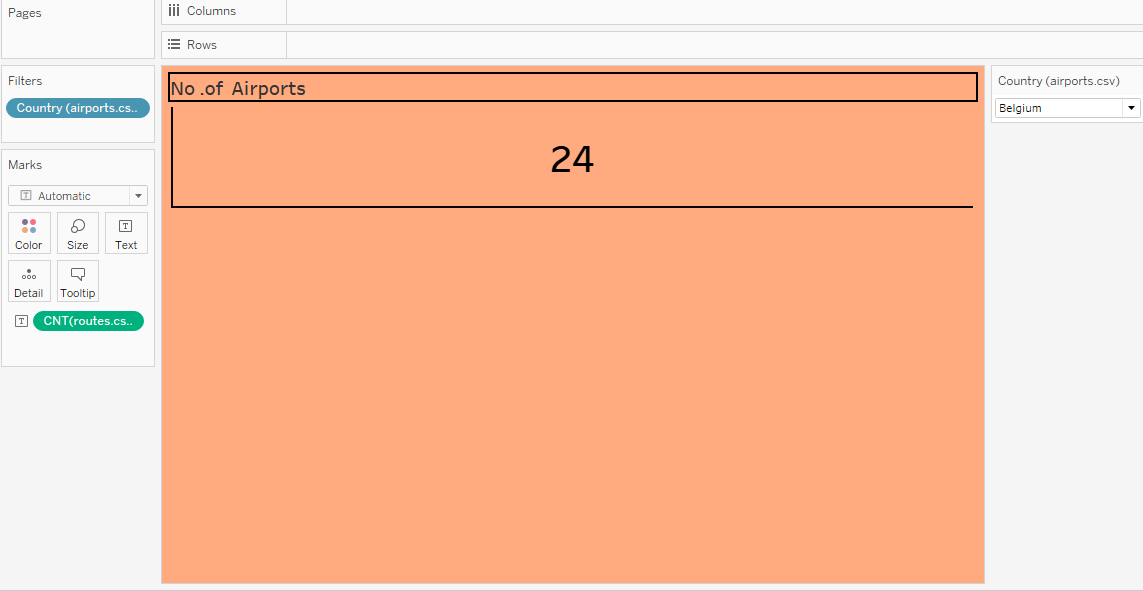 Pages
Columns
Rows
Filters
Country (airports.cs..
Marks
Automatic
Color
Size
Text
Detail
Tooltip
CNT(routes.cs..
No .of Airports
24
Country (airports.csv)
Belgium